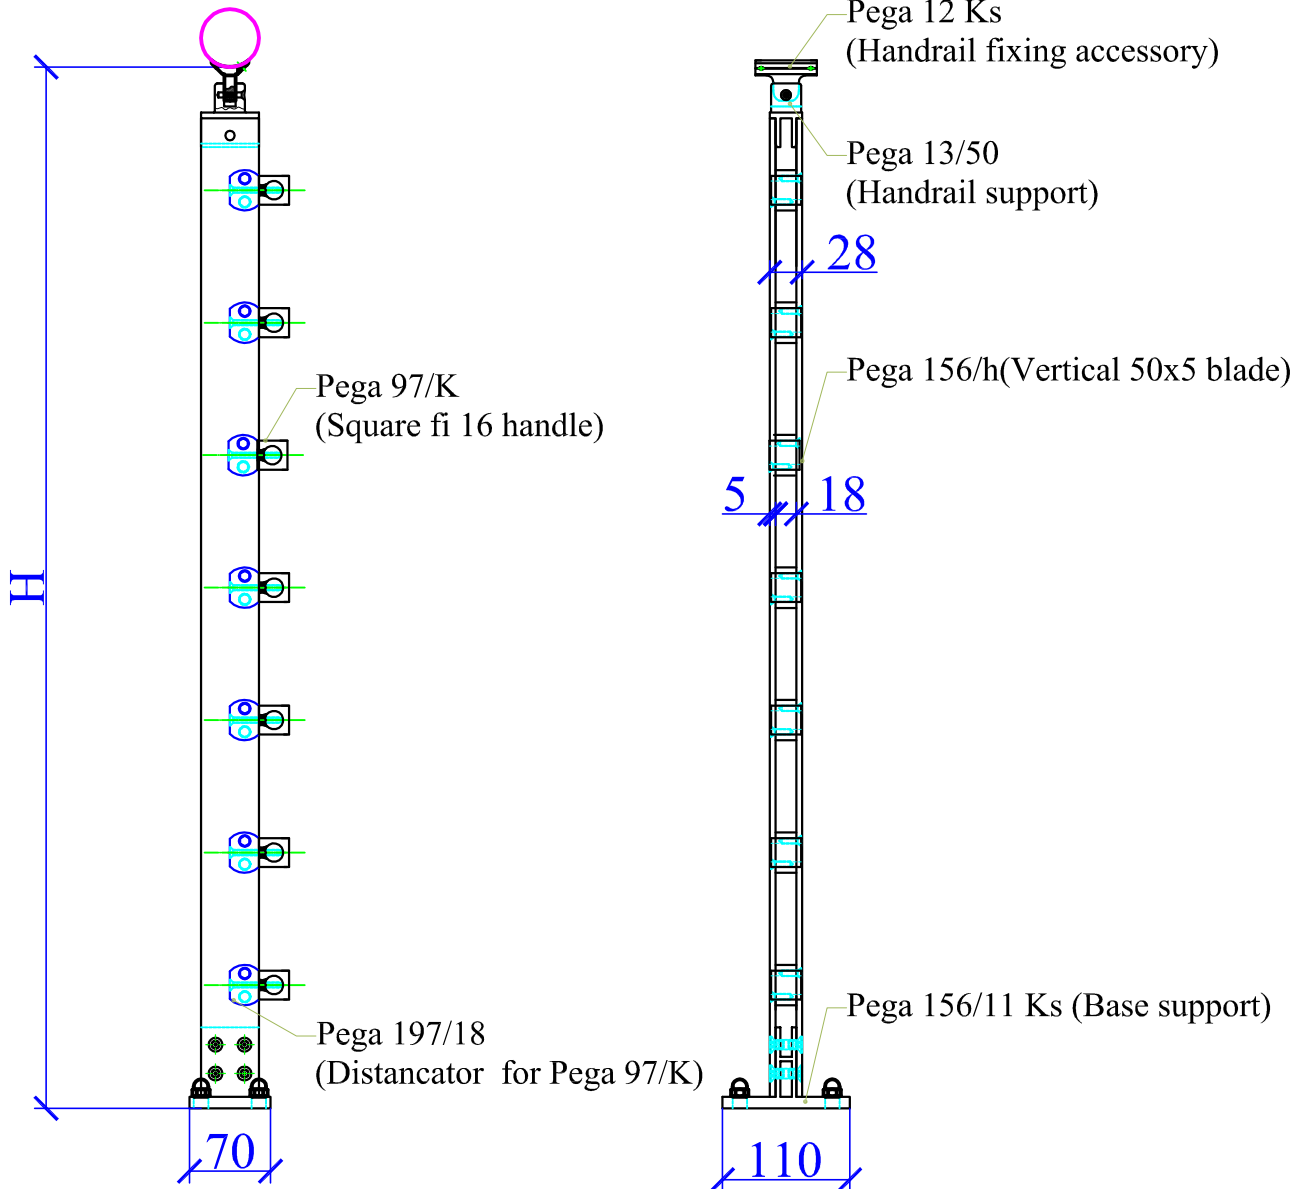 Pega 12 Ks
(Handrail fixing accessory)
Pega 13/50
(Handrail support)
28
Pega 156/h(Vertical 50x5 blade)
Pega 97/K
(Square fi 16 handle)
5
18
H
Pega 156/11 Ks (Base support)
Pega 197/18
(Distancator for Pega 97/K)
70
110